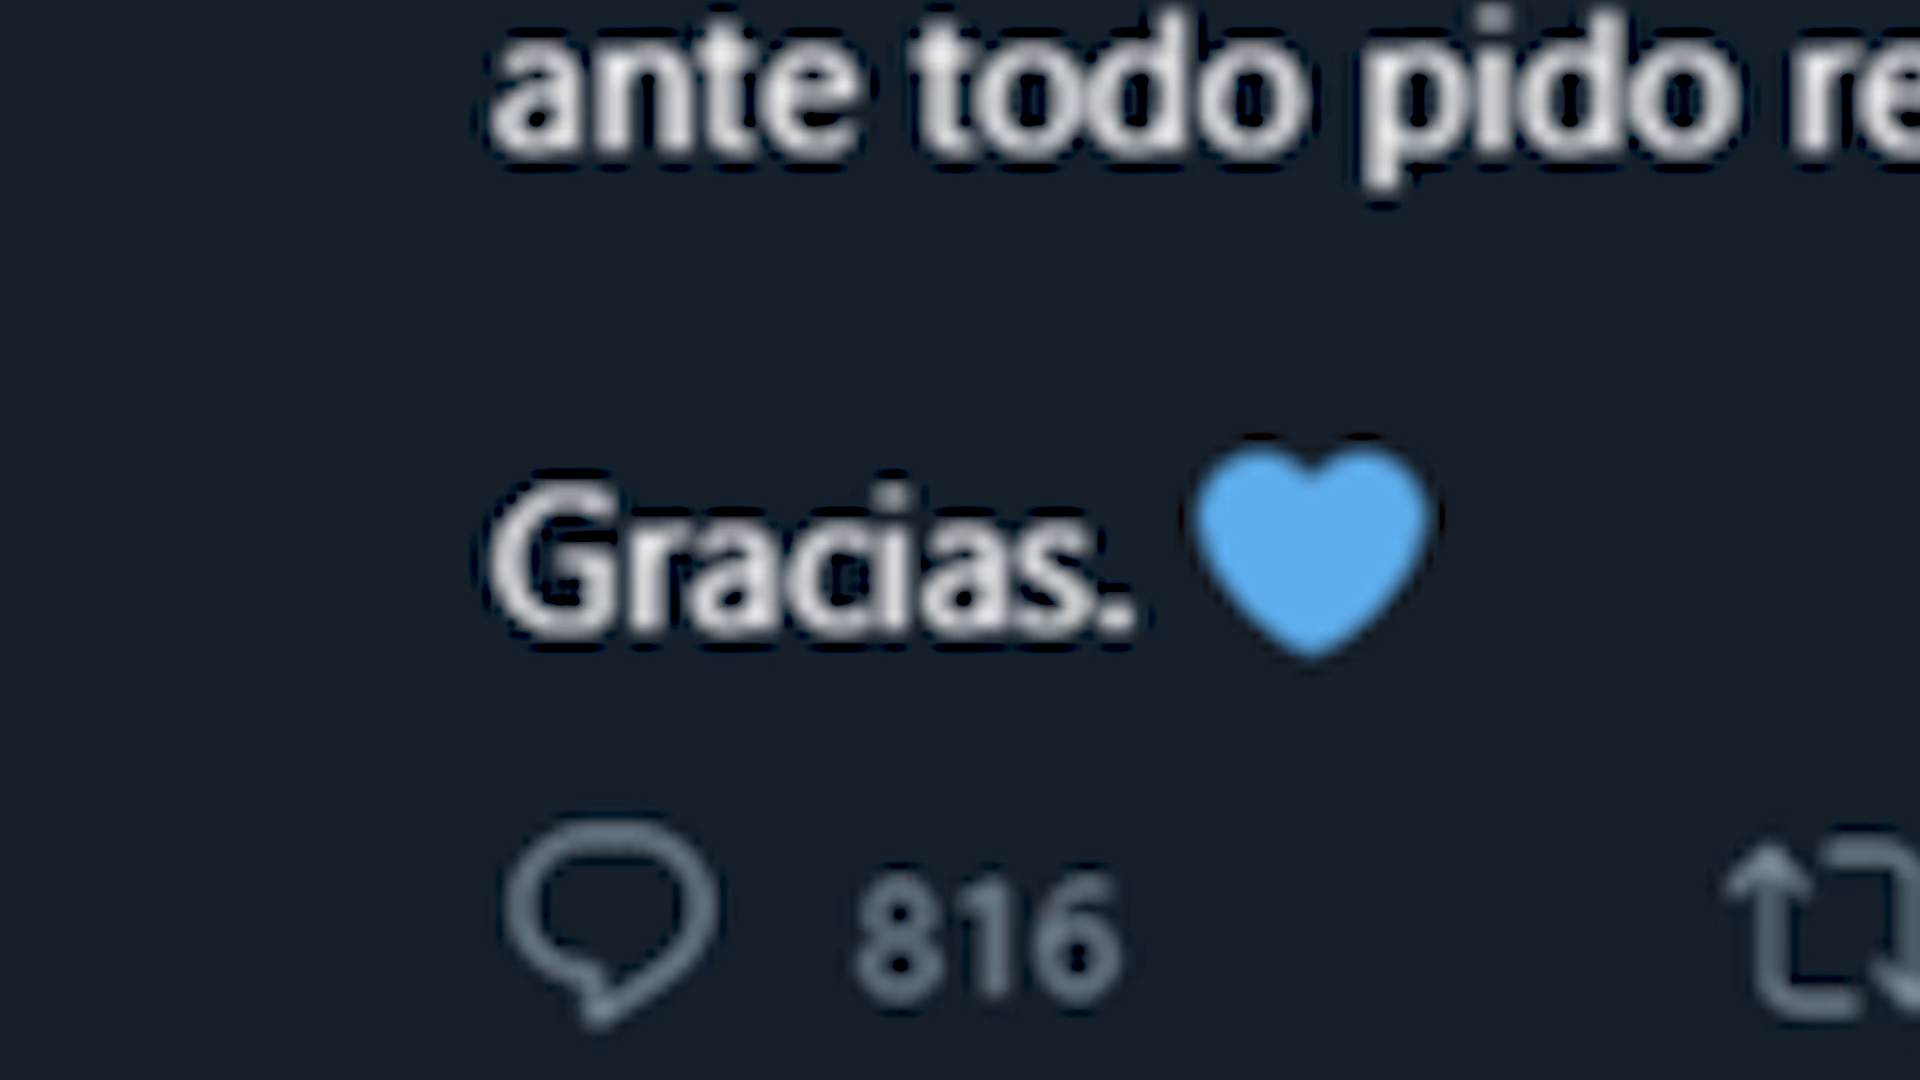 ante todo pido
Gracias. 💙
816